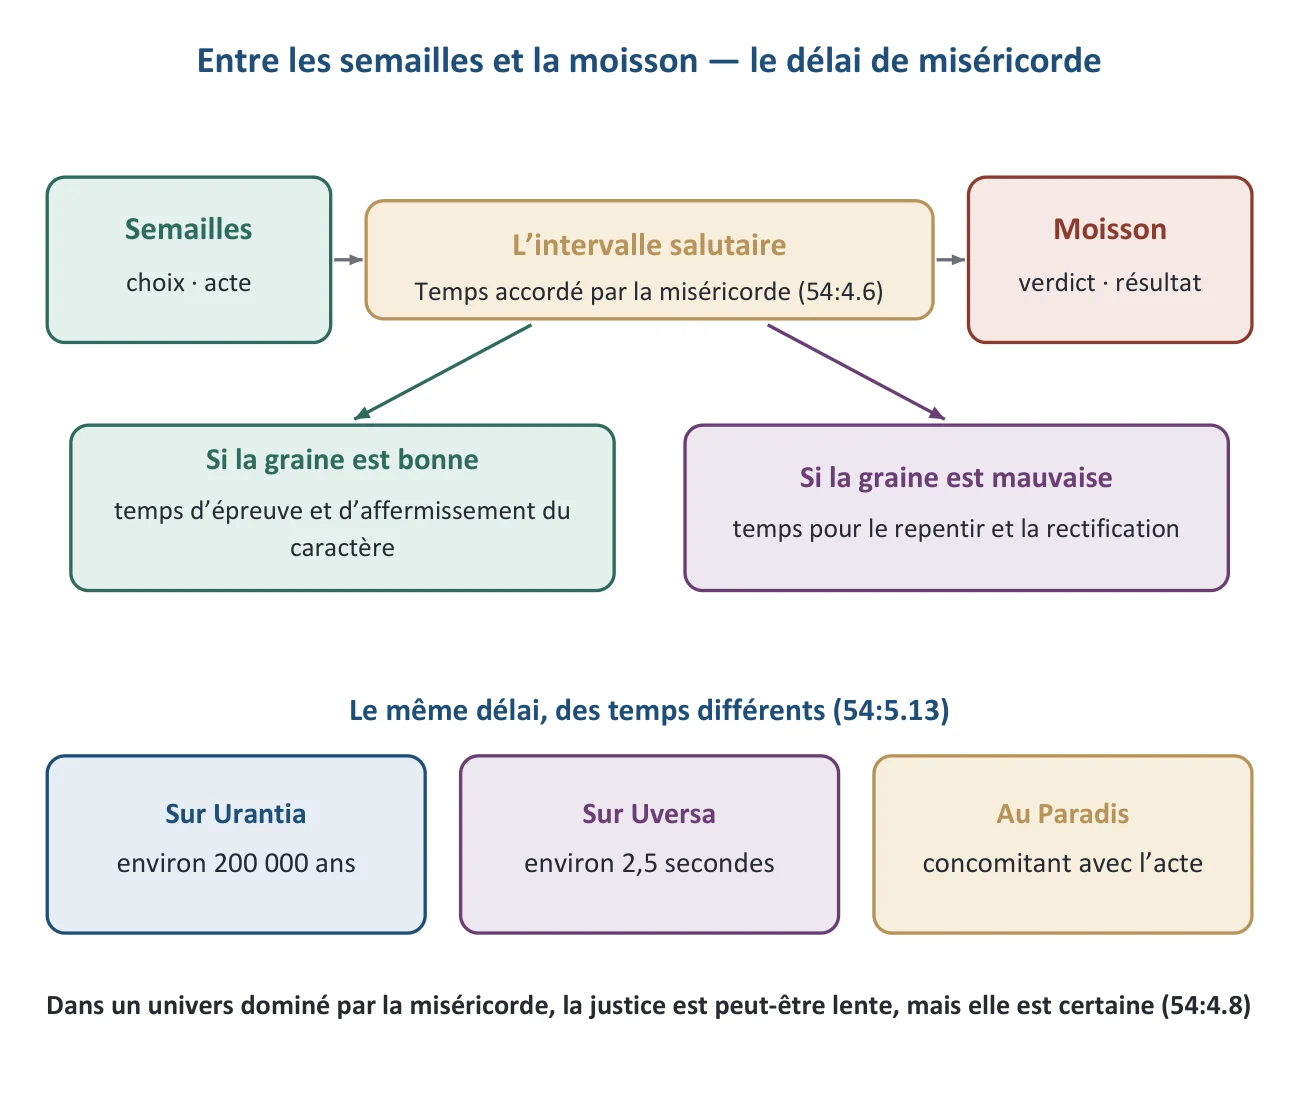 Entre les semailles et la moisson — le délai de miséricorde
Semailles
choix · acte
L’intervalle salutaire
Temps accordé par la miséricorde (54:4.6)
Moisson
verdict · résultat
Si la graine est bonne
temps d’épreuve et d’affermissement du
caractère
Si la graine est mauvaise
temps pour le repentir et la rectification
Le même délai, des temps différents (54:5.13)
Sur Urantia
environ 200 000 ans
Sur Uversa
environ 2,5 secondes
Au Paradis
concomitant avec l’acte
Dans un univers dominé par la miséricorde, la justice est peut-être lente, mais elle est certaine (54:4.8)